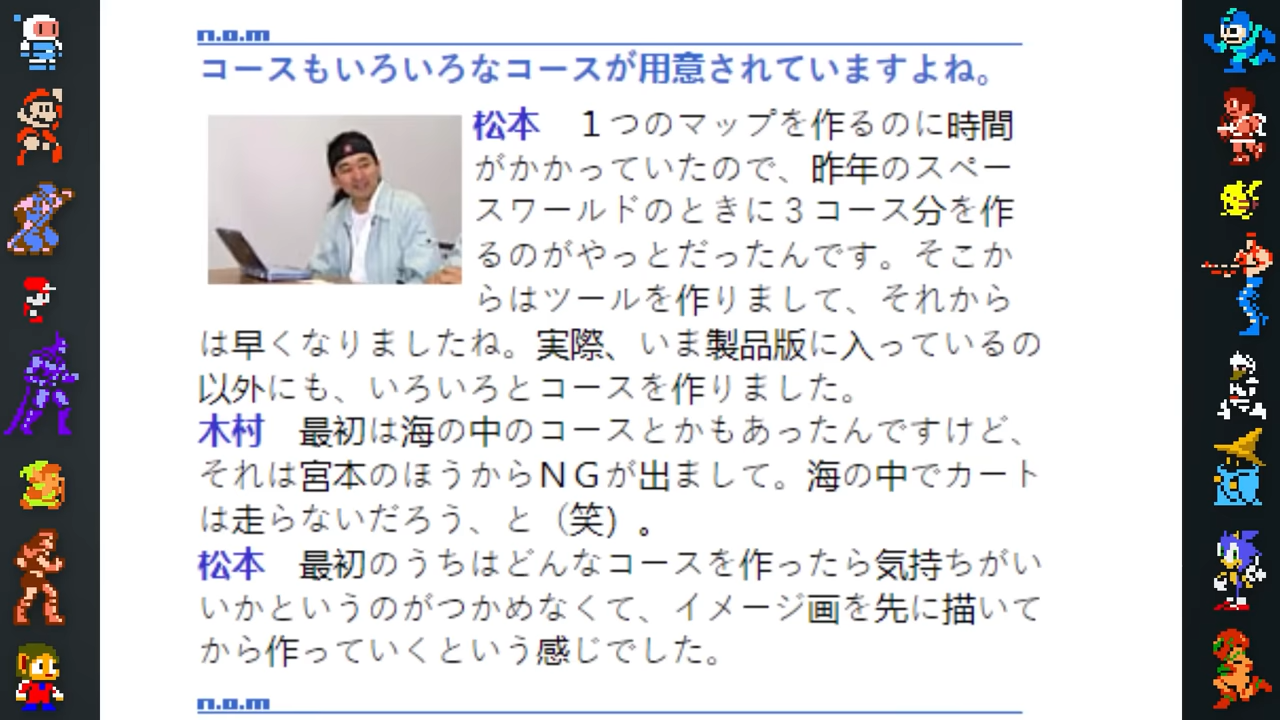 n.o.m
コースもいろいろなコースが用意されていますよね。
松本　１つのマップを作るのに時間
がかかっていたので、昨年のスペー
スワールドのときに３コース分を作
るのがやっとだったんです。そこか
らはツールを作りまして、それから
は早くなりましたね。実際、いま製品版に入っているの
以外にも、いろいろとコースを作りました。
木村　最初は海の中のコースとかもあったんですけど、
それは宮本のほうからＮＧが出まして。海の中でカート
は走らないだろう、と（笑）。
松本　最初のうちはどんなコースを作ったら気持ちがい
いかというのがつかめなくて、イメージ画を先に描いて
から作っていくという感じでした。
n.o.m